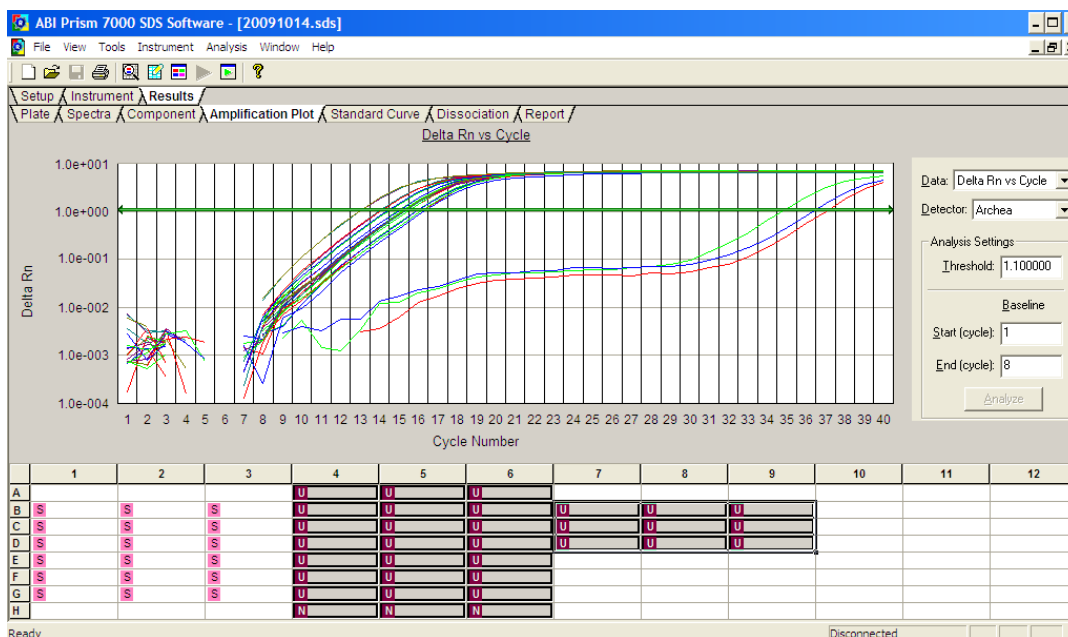 ABI Prism 7000 SDS Software - [20091014.sds]
File View Tools Instrument Analysis Window Help
Setup Instrument Results
Plate Spectra Component Amplification Plot Standard Curve Dissociation Report
Delta Rn vs Cycle
1.0e+001
1.0e+000
1.0e-001
1.0e-002
1.0e-003
1.0e-004
Delta Rn
1 2 3 4 5 6 7 8 9 10 11 12 13 14 15 16 17 18 19 20 21 22 23 24 25 26 27 28 29 30 31 32 33 34 35 36 37 38 39 40
Cycle Number
Data: Delta Rn vs Cycle
Detector: Archea
Analysis Settings
Threshold: 1.100000
Baseline
Start (cycle): 1
End (cycle): 8
Analyze
1 2 3 4 5 6 7 8 9 10 11 12
A U U U
B S S S U U U U U U
C S S S U U U U U U
D S S S U U U U U U
E S S S U U U
F S S S U U U
G S S S U U U
H N N N
Ready
Disconnected